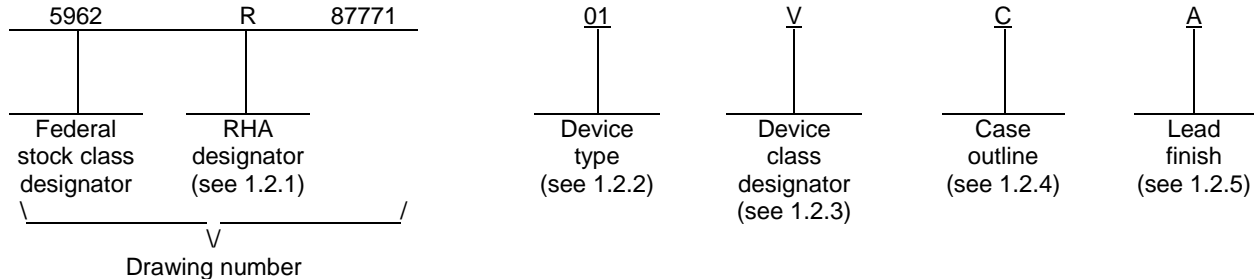 5962 R 87771 01 V C A
Federal stock class designator
RHA designator (see 1.2.1)
Device type (see 1.2.2)
Device class designator (see 1.2.3)
Case outline (see 1.2.4)
Lead finish (see 1.2.5)
\ /
\/
Drawing number